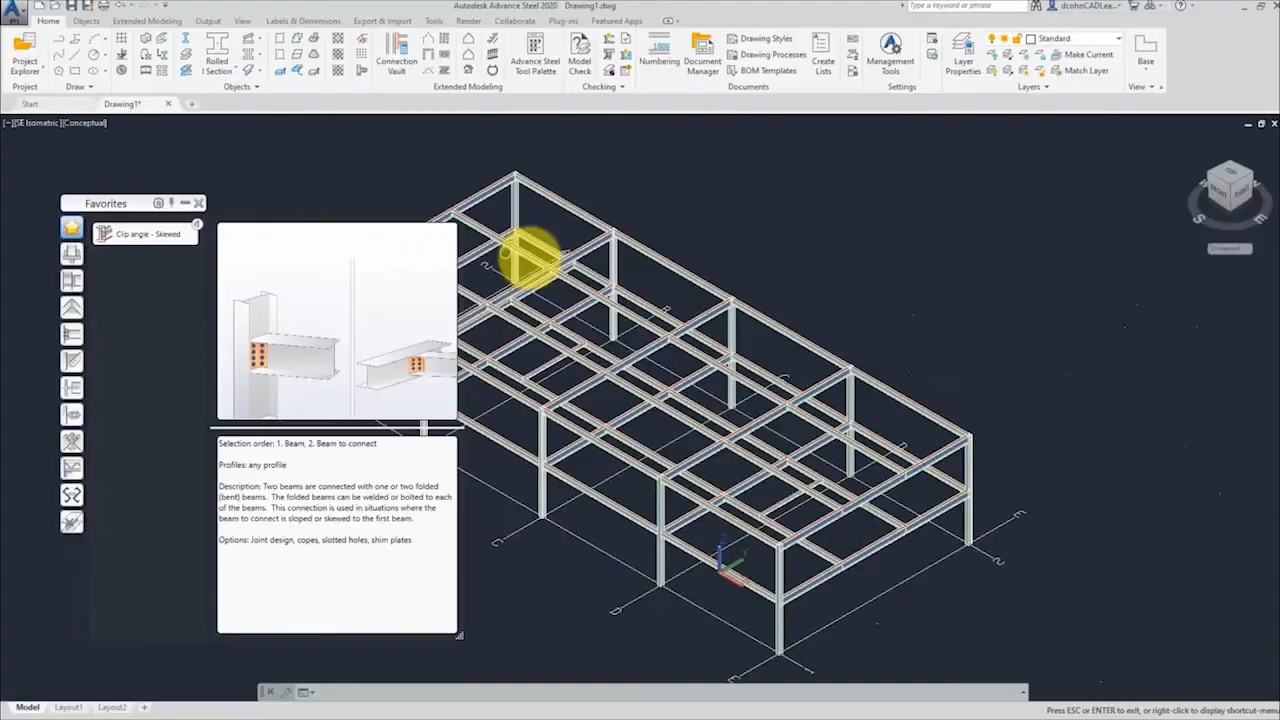 Autodesk Advance Steel 2020 Drawing1.dwg
Type a keyword or phrase
dcohnCADLea...
Home Objects Extended Modeling Output View Labels & Dimensions Export & Import Tools Render Collaborate Plug-ins Featured Apps
Project Explorer
Rolled I Section
Connection Vault
Advance Steel Tool Palette
Model Check
Numbering
Document Manager
Drawing Styles
Drawing Processes
BOM Templates
Create Lists
Management Tools
Layer Properties
Standard
Make Current
Match Layer
Base
Project Draw Objects Extended Modeling Checking Documents Settings Layers View
Start Drawing1*
[−][SE Isometric][Conceptual]
TOP
FRONT
S
E
Unnamed
Favorites
Clip angle - Skewed
Selection order: 1. Beam, 2. Beam to connect
Profiles: any profile
Description: Two beams are connected with one or two folded
(bent) beams. The folded beams can be welded or bolted to each
of the beams. This connection is used in situations where the
beam to connect is sloped or skewed to the first beam.
Options: Joint design, copes, slotted holes, shim plates
Model Layout1 Layout2
Press ESC or ENTER to exit, or right-click to display shortcut-menu